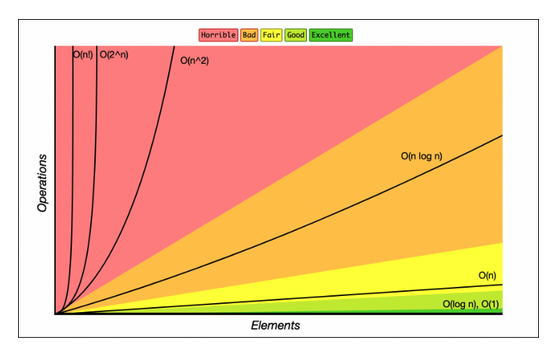 Horrible Bad Fair Good Excellent
O(n!) O(2^n)
O(n^2)
O(n log n)
Operations
O(n)
O(log n), O(1)
Elements